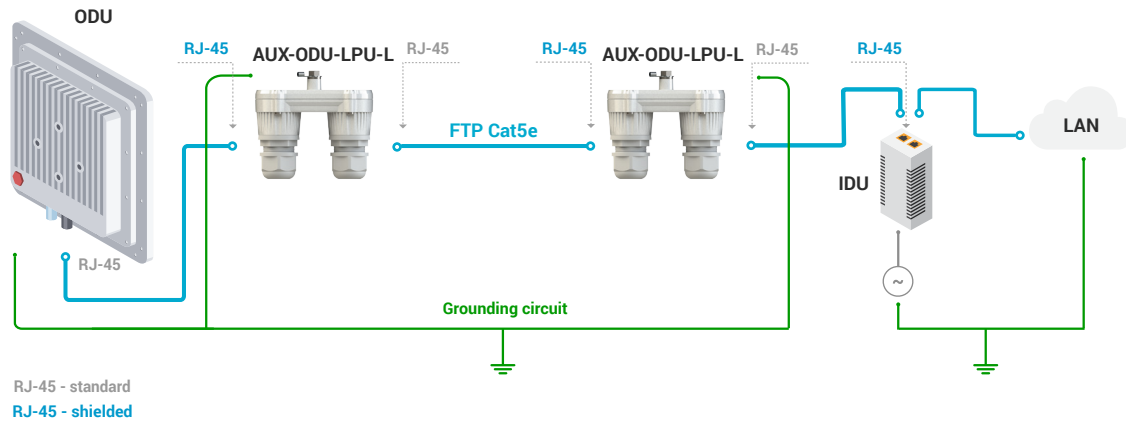 ODU
RJ-45
AUX-ODU-LPU-L
RJ-45
RJ-45
AUX-ODU-LPU-L
RJ-45
RJ-45
FTP Cat5e
LAN
IDU
RJ-45
~
Grounding circuit
RJ-45 - standard
RJ-45 - shielded